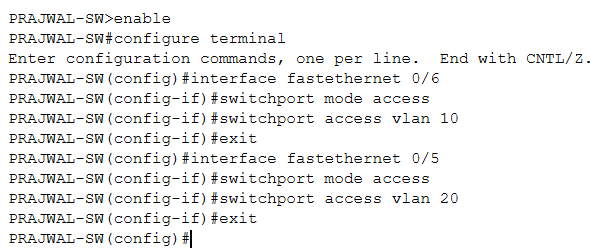 PRAJWAL-SW>enable
PRAJWAL-SW#configure terminal
Enter configuration commands, one per line.  End with CNTL/Z.
PRAJWAL-SW(config)#interface fastethernet 0/6
PRAJWAL-SW(config-if)#switchport mode access
PRAJWAL-SW(config-if)#switchport access vlan 10
PRAJWAL-SW(config-if)#exit
PRAJWAL-SW(config)#interface fastethernet 0/5
PRAJWAL-SW(config-if)#switchport mode access
PRAJWAL-SW(config-if)#switchport access vlan 20
PRAJWAL-SW(config-if)#exit
PRAJWAL-SW(config)#